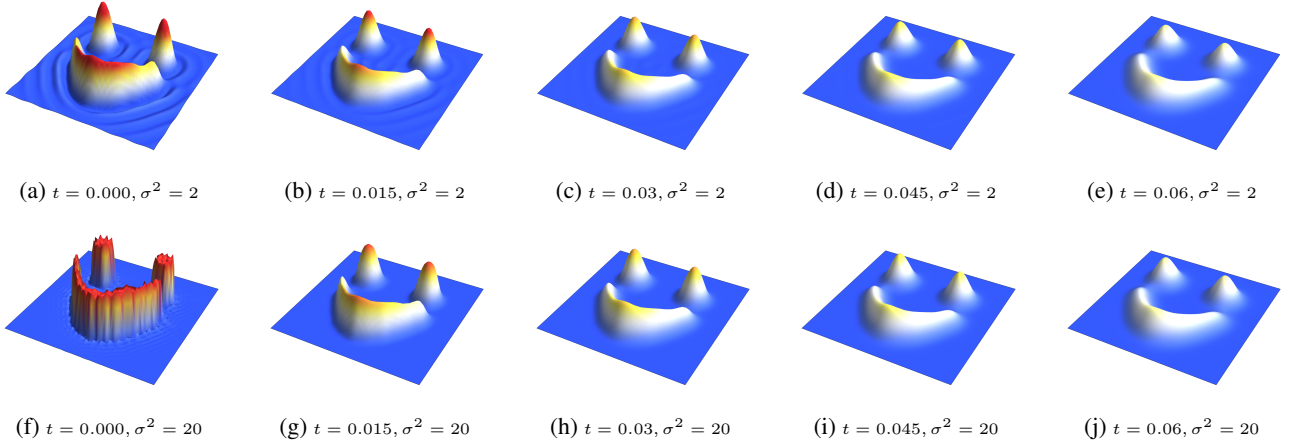 (a) t = 0.000, σ² = 2
(b) t = 0.015, σ² = 2
(c) t = 0.03, σ² = 2
(d) t = 0.045, σ² = 2
(e) t = 0.06, σ² = 2
(f) t = 0.000, σ² = 20
(g) t = 0.015, σ² = 20
(h) t = 0.03, σ² = 20
(i) t = 0.045, σ² = 20
(j) t = 0.06, σ² = 20